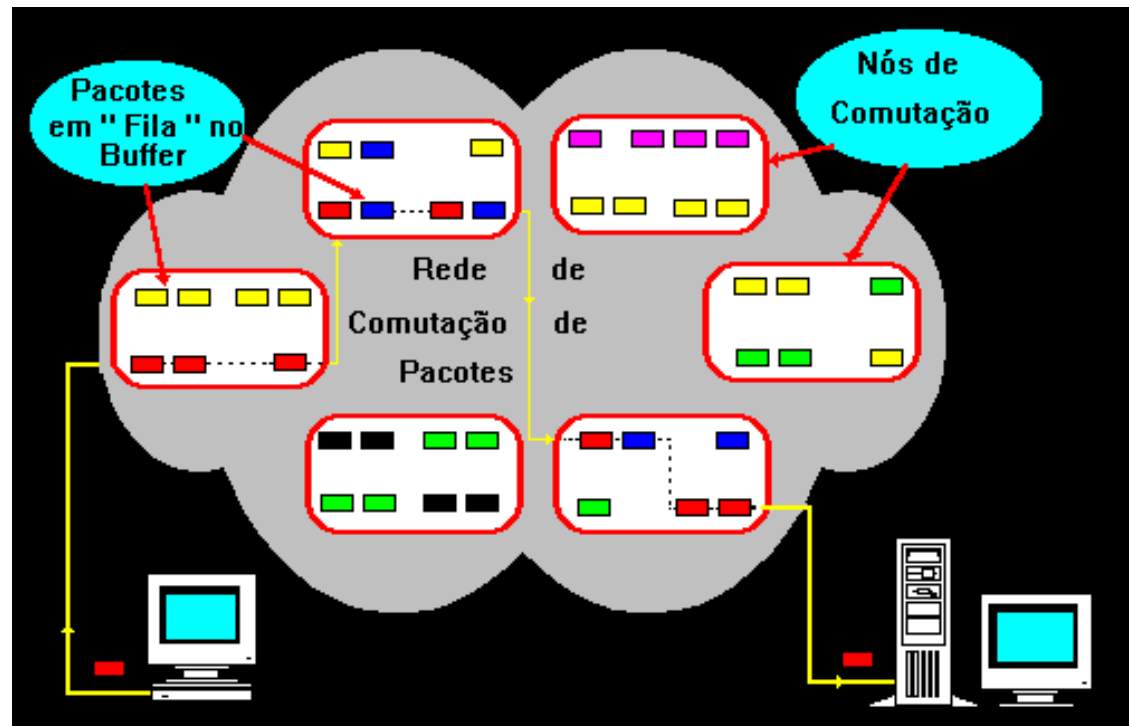 Pacotes
em " Fila " no
Buffer
Nós de
Comutação
Rede de
Comutação de
Pacotes